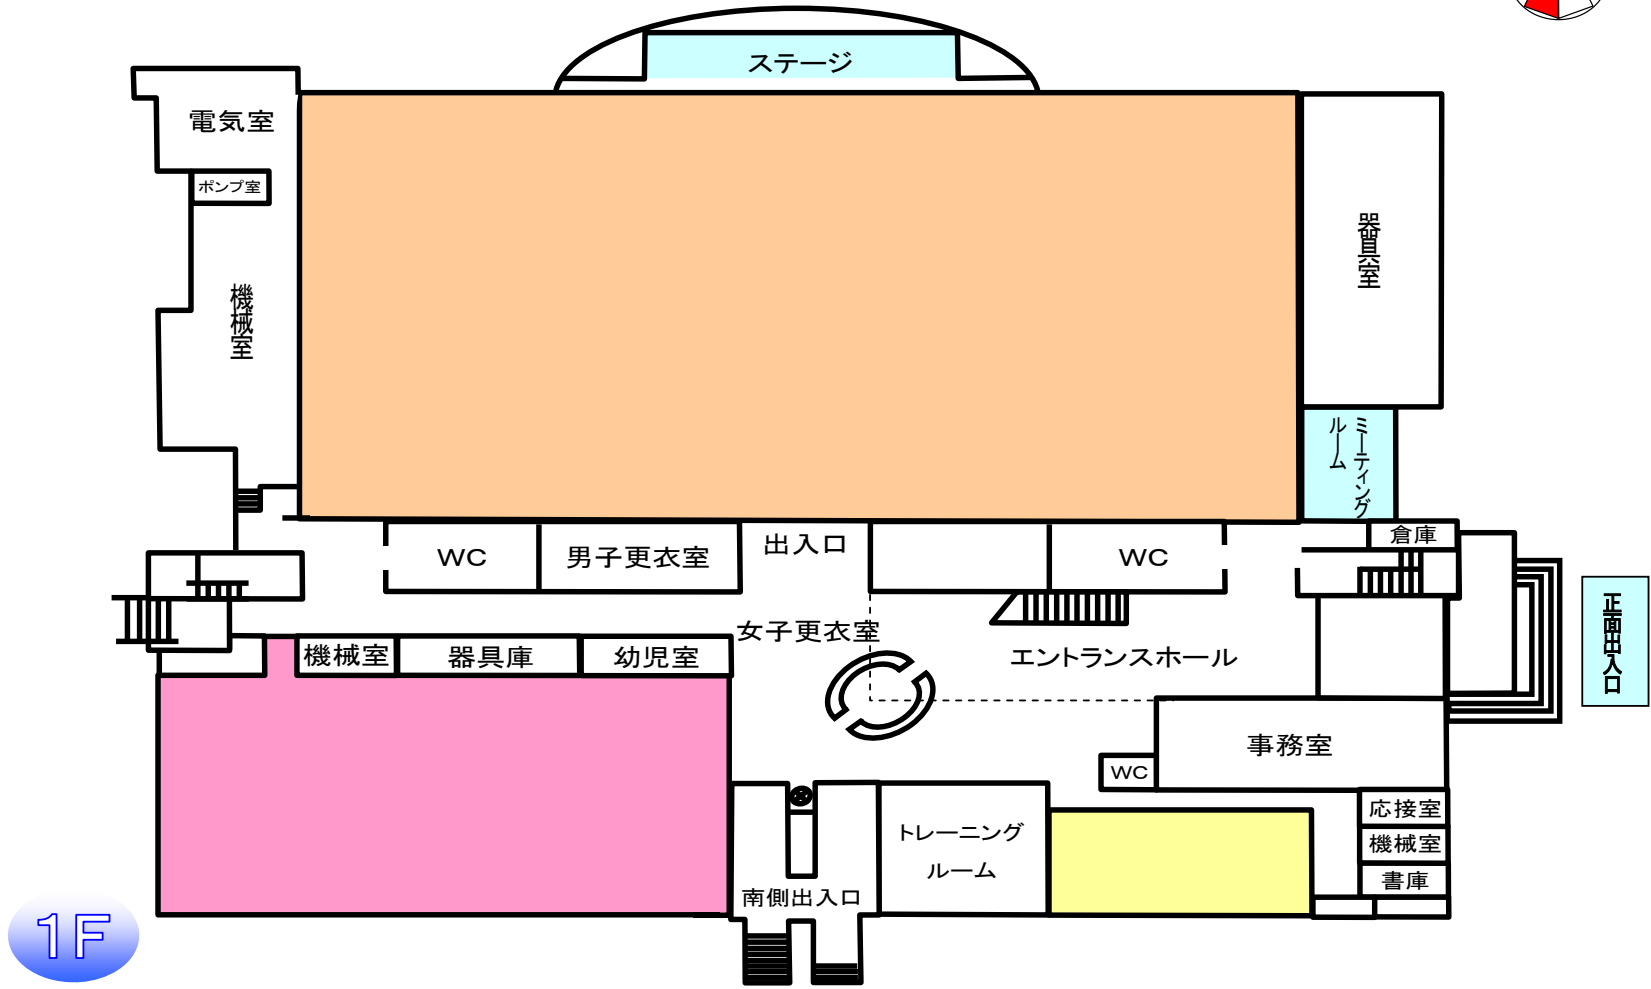 ステージ
電気室
ポンプ室
機械室
器具室
ミーティング
ルーム
倉庫
WC
男子更衣室
出入口
WC
女子更衣室
エントランスホール
正面出入口
機械室
器具庫
幼児室
事務室
WC
応接室
機械室
書庫
トレーニング
ルーム
南側出入口
1F